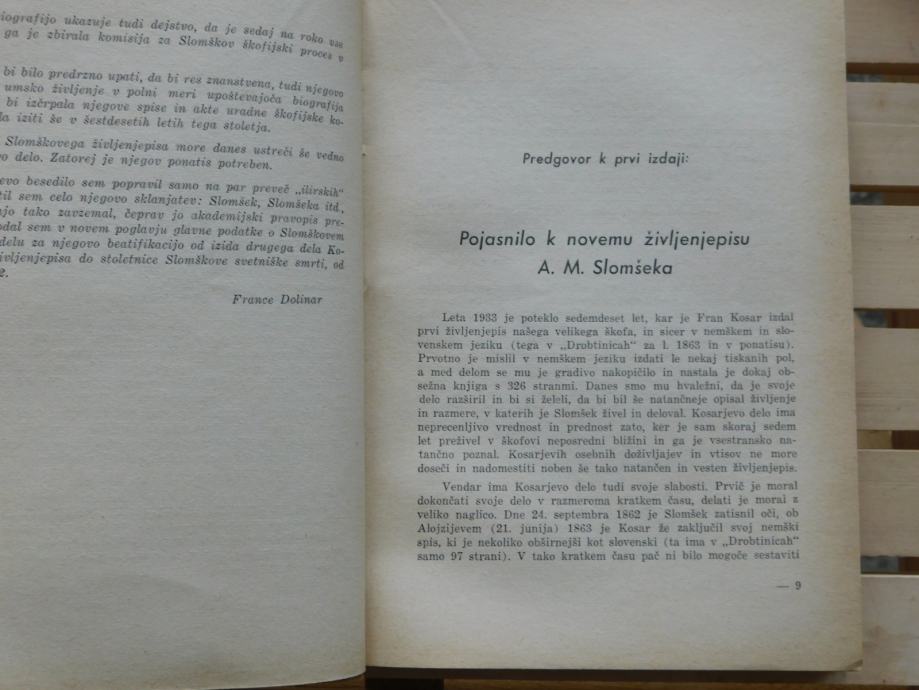 iografijo ukazuje tudi dejstvo, da je sedaj na roko vse
ga je zbirala komisija za Slomškov škofijski proces v
bi bilo predrzno upati, da bi res znanstvena, tudi njegovo
umsko življenje v polni meri upoštevajoča biografija
bi izčrpala njegove spise in akte uradne škofijske ko-
la iziti še v šestdesetih letih tega stoletja.
Slomškovega življenjepisa more danes ustreči še vedno
vo delo. Zatorej je njegov ponatis potreben.
evo besedilo sem popravil samo na par preveč „ilirskih“
til sem celo njegovo sklanjatev: Slomšek, Slomšeka itd.,
njo tako zavzemal, čeprav jo akademijski pravopis pre-
odal sem v novem poglavju glavne podatke o Slomškovem
delu za njegovo beatifikacijo od izida drugega dela Ko-
ivljenjepisa do stoletnice Slomškove svetniške smrti, od
2.
France Dolinar
Predgovor k prvi izdaji:
Pojasnilo k novemu življenjepisu
A. M. Slomšeka
Leta 1933 je poteklo sedemdeset let, kar je Fran Kosar izdal
prvi življenjepis našega velikega škofa, in sicer v nemškem in slo-
venskem jeziku (tega v „Drobtinicah“ za l. 1863 in v ponatisu).
Prvotno je mislil v nemškem jeziku izdati le nekaj tiskanih pol,
a med delom se mu je gradivo nakopičilo in nastala je dokaj ob-
sežna knjiga s 326 stranmi. Danes smo mu hvaležni, da je svoje
delo razširil in bi si želeli, da bi bil še natančneje opisal življenje
in razmere, v katerih je Slomšek živel in deloval. Kosarjevo delo ima
neprecenljivo vrednost in prednost zato, ker je sam skoraj sedem
let preživel v škofovi neposredni bližini in ga je vsestransko na-
tančno poznal. Kosarjevih osebnih doživljajev in vtisov ne more
doseči in nadomestiti noben še tako natančen in vesten življenjepis.
Vendar ima Kosarjevo delo tudi svoje slabosti. Prvič je moral
dokončati svoje delo v razmeroma kratkem času, delati je moral z
veliko naglico. Dne 24. septembra 1862 je Slomšek zatisnil oči, ob
Alojzijevem (21. junija) 1863 je Kosar že zaključil svoj nemški
spis, ki je nekoliko obširnejši kot slovenski (ta ima v „Drobtinicah“
samo 97 strani). V tako kratkem času pač ni bilo mogoče sestaviti
— 9